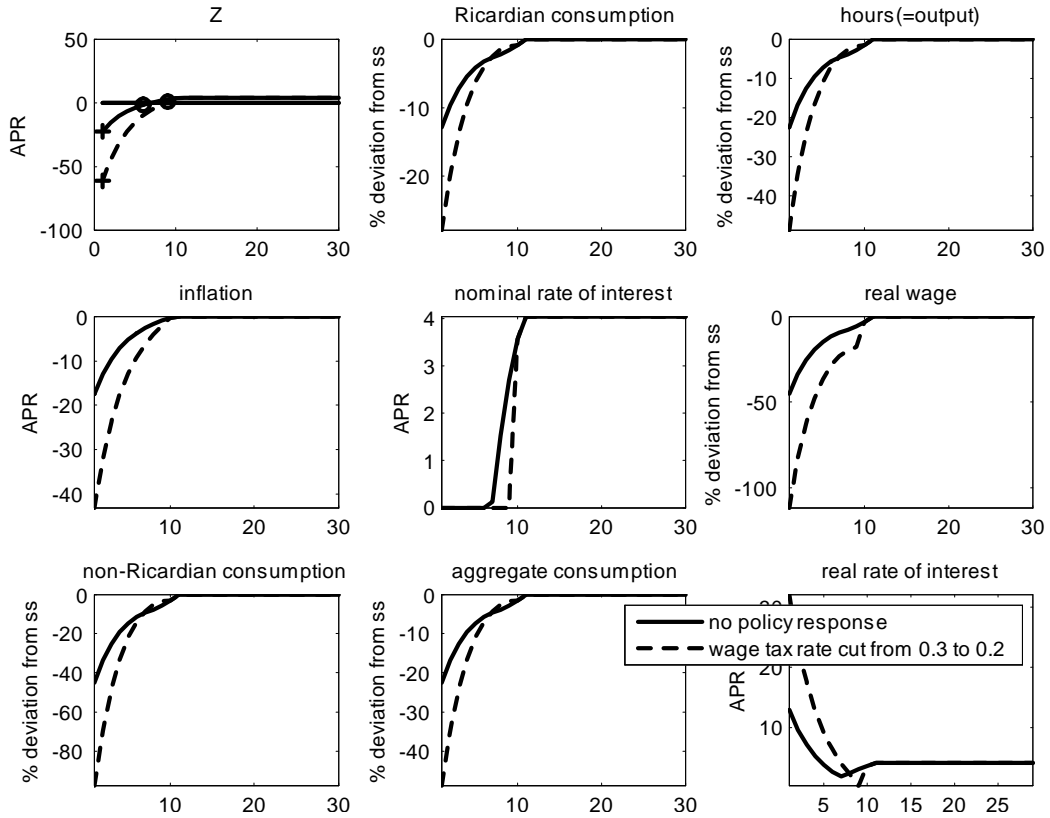 Z
Ricardian consumption
hours(=output)
APR
50
0
-50
-100
0 10 20 30
% deviation from ss
0
-10
-20
10 20 30
% deviation from ss
0
-10
-20
-30
-40
10 20 30
inflation
nominal rate of interest
real wage
APR
0
-10
-20
-30
-40
10 20 30
APR
4
3
2
1
0
10 20 30
% deviation from ss
0
-50
-100
10 20 30
non-Ricardian consumption
aggregate consumption
real rate of interest
% deviation from ss
0
-20
-40
-60
-80
10 20 30
% deviation from ss
0
-10
-20
-30
-40
10 20 30
no policy response
wage tax rate cut from 0.3 to 0.2
APR
10
5 10 15 20 25